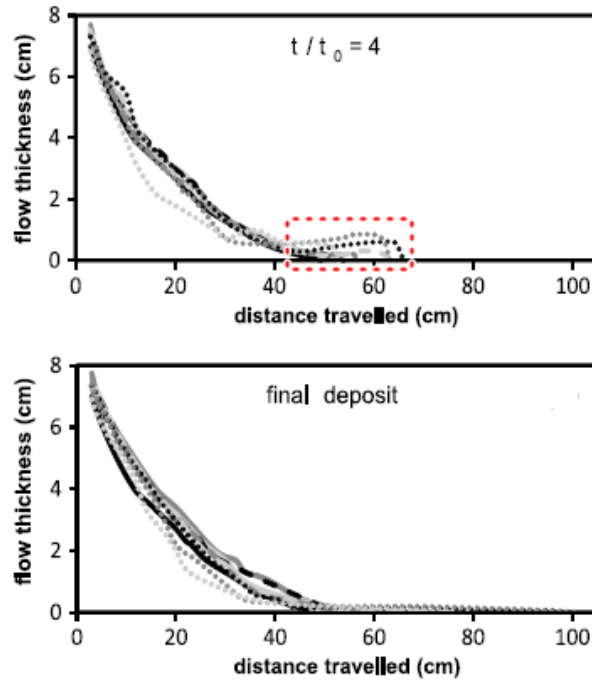 8
6
4
2
0
flow thickness (cm)
t / t 0 = 4
0 20 40 60 80 100
distance travelled (cm)
8
6
4
2
0
flow thickness (cm)
final deposit
0 20 40 60 80 100
distance travelled (cm)